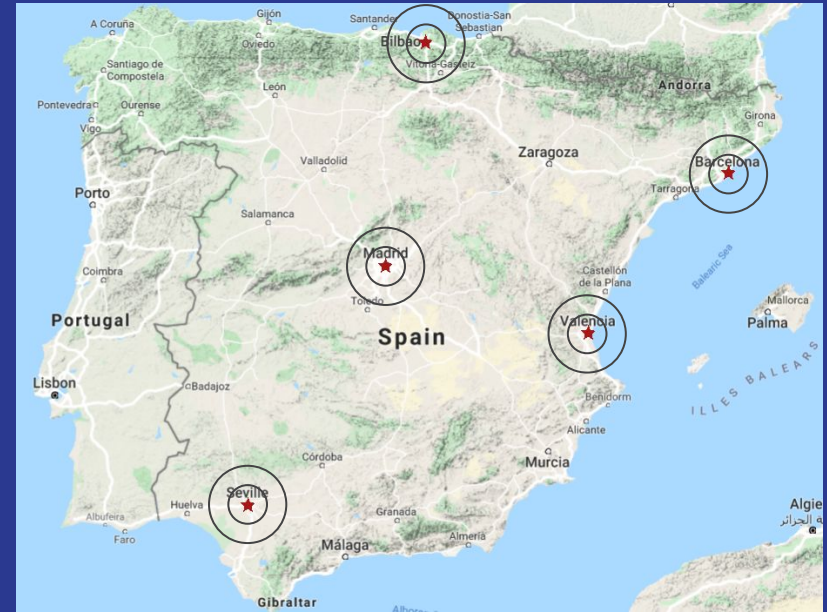 Gijón
Santander
Donostia-San
Sebastian
A Coruña
Oviedo
Bilbao
Vitoria-Gasteiz
Santiago de
Compostela
León
Andorra
Pontevedra
Ourense
Girona
Vigo
Valladolid
Zaragoza
Barcelona
Porto
Tarragona
Salamanca
Madrid
Balearic Sea
Coimbra
Castellón
de la Plana
Toledo
Mallorca
Portugal
Valencia
Palma
Spain
ILLES BALEARS
Lisbon
Badajoz
Benidorm
Alicante
Córdoba
Murcia
Seville
Huelva
Granada
Algie
ة الجزائر
Albufeira
Faro
Almería
Málaga
Gibraltar